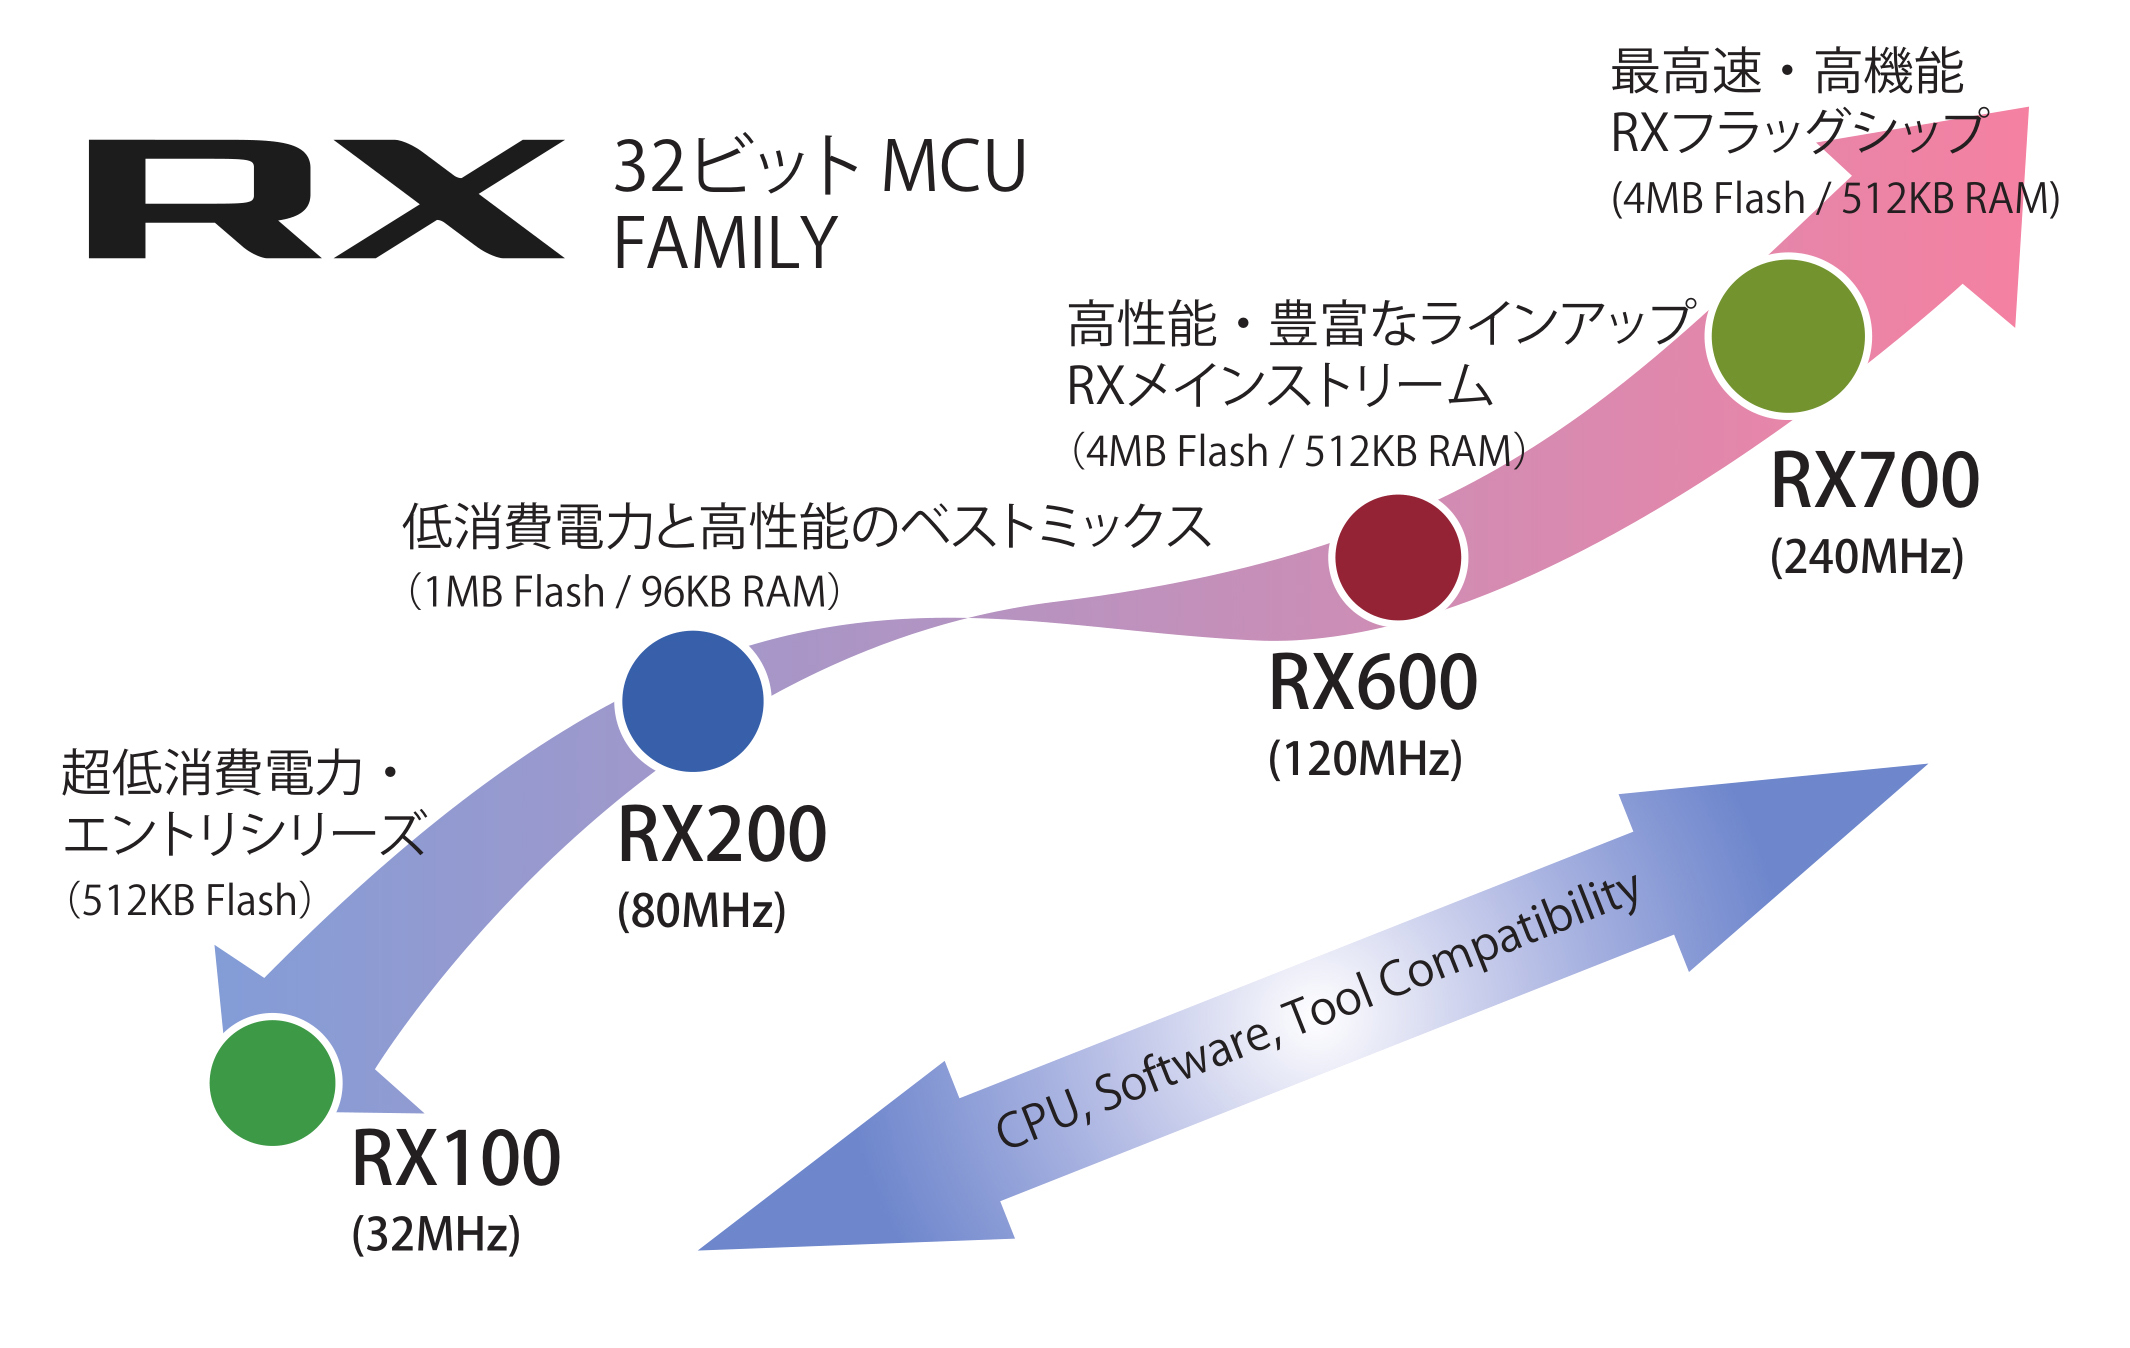 RX
32ビット MCU
FAMILY
最高速・高機能
RXフラッグシップ
(4MB Flash / 512KB RAM)
RX700
(240MHz)
高性能・豊富なラインアップ
RXメインストリーム
（4MB Flash / 512KB RAM）
RX600
(120MHz)
低消費電力と高性能のベストミックス
（1MB Flash / 96KB RAM）
RX200
(80MHz)
超低消費電力・
エントリシリーズ
（512KB Flash）
RX100
(32MHz)
CPU, Software, Tool Compatibility